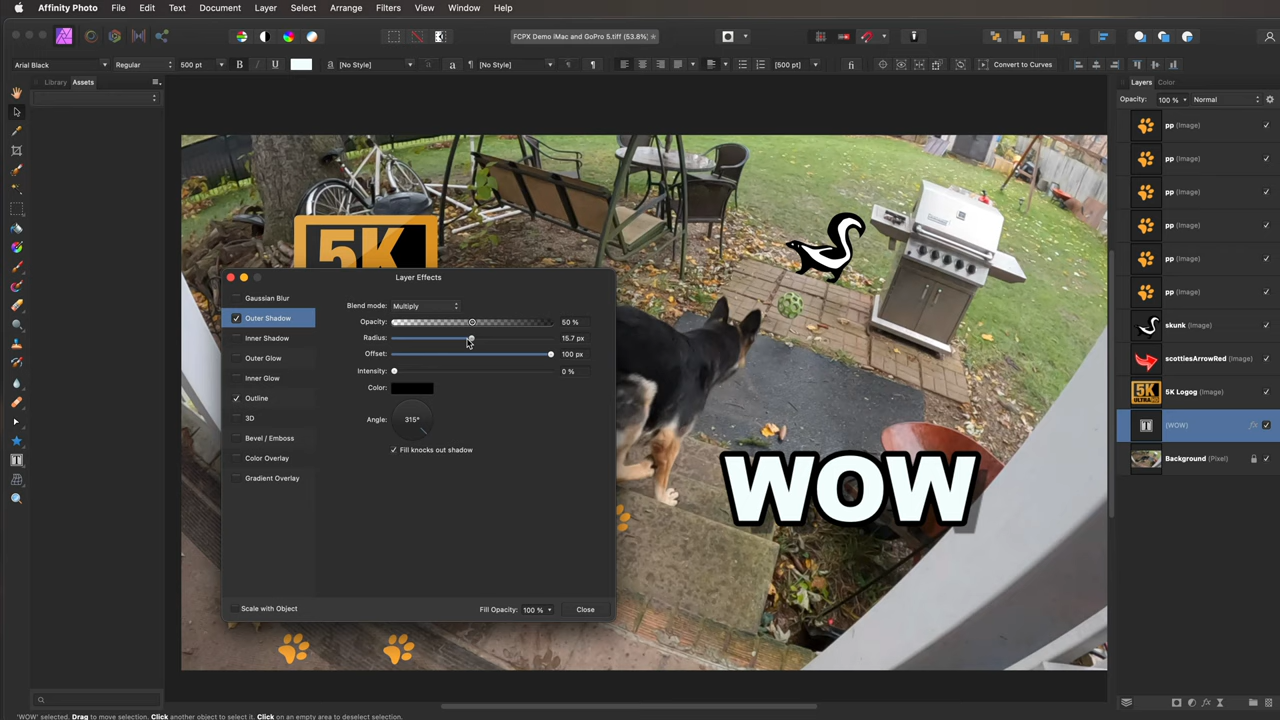 Affinity Photo File Edit Text Document Layer Select Arrange Filters View Window Help
FCPX Demo iMac and GoPro 5.tiff (53.8%)
Arial Black Regular 500 pt B I U a [No Style] a [No Style] ¶ [500 pt] fi Convert to Curves
Library Assets
Layers Color
Opacity: 100 % Normal
pp (Image)
pp (Image)
pp (Image)
pp (Image)
pp (Image)
pp (Image)
skunk (Image)
scottiesArrowRed (Image)
5K Logog (Image)
(WOW) fx
Background (Pixel)
5K
Layer Effects
Gaussian Blur
Outer Shadow
Inner Shadow
Outer Glow
Inner Glow
Outline
3D
Bevel / Emboss
Color Overlay
Gradient Overlay
Blend mode: Multiply
Opacity: 50 %
Radius: 15.7 px
Offset: 100 px
Intensity: 0 %
Color:
Angle: 315°
Fill knocks out shadow
Scale with Object
Fill Opacity: 100 % Close
WOW
'WOW' selected. Drag to move selection. Click another object to select it. Click on an empty area to deselect selection.